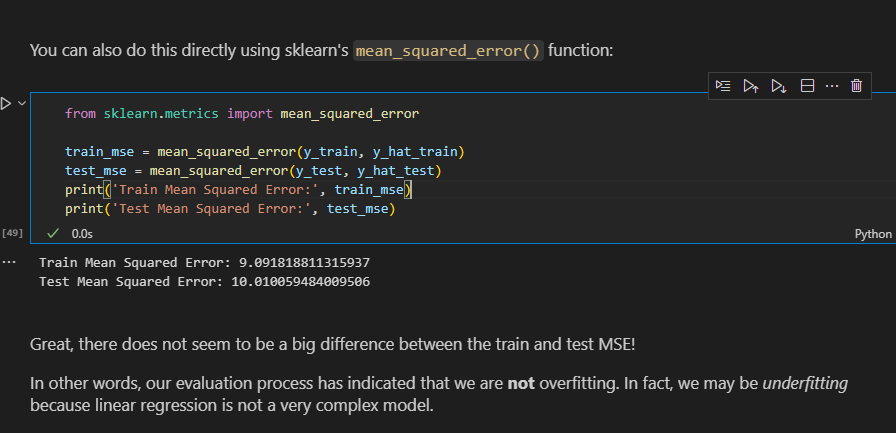 You can also do this directly using sklearn's mean_squared_error() function:
from sklearn.metrics import mean_squared_error
train_mse = mean_squared_error(y_train, y_hat_train)
test_mse = mean_squared_error(y_test, y_hat_test)
print('Train Mean Squared Error:', train_mse)
print('Test Mean Squared Error:', test_mse)
[49]
0.0s
Python
Train Mean Squared Error: 9.091818811315937
Test Mean Squared Error: 10.010059484009506
Great, there does not seem to be a big difference between the train and test MSE!
In other words, our evaluation process has indicated that we are not overfitting. In fact, we may be underfitting
because linear regression is not a very complex model.